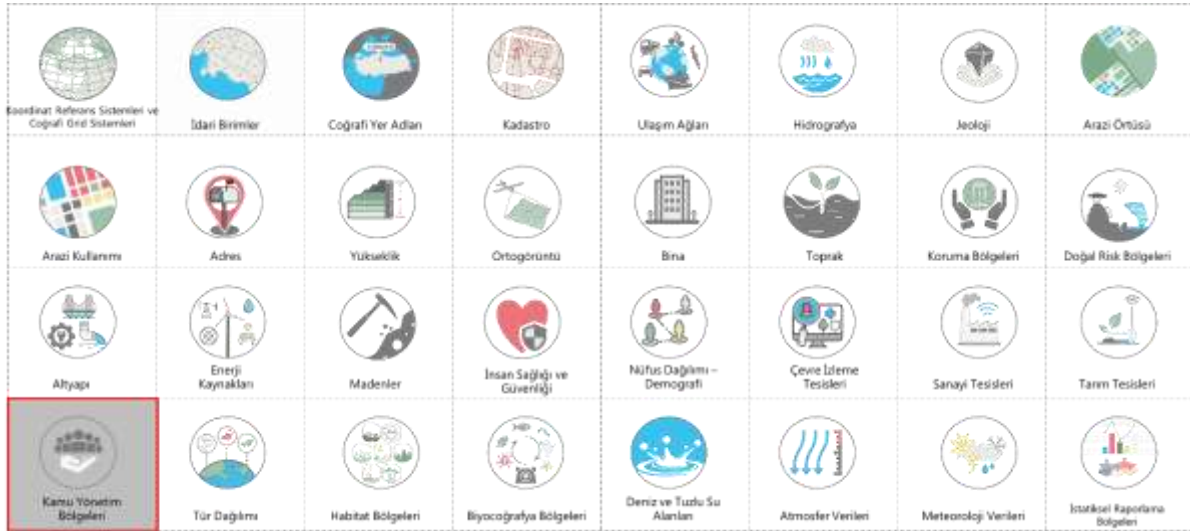 Koordinat Referans Sistemleri ve
Coğrafi Grid Sistemleri
İdari Birimler
Coğrafi Yer Adları
Kadastro
Ulaşım Ağları
Hidrografya
Jeoloji
Arazi Örtüsü
Arazi Kullanımı
Adres
Yükseklik
Ortogörüntü
Bina
Toprak
Koruma Bölgeleri
Doğal Risk Bölgeleri
Altyapı
Enerji
Kaynakları
Madenler
İnsan Sağlığı ve
Güvenliği
Nüfus Dağılımı –
Demografi
Çevre İzleme
Tesisleri
Sanayi Tesisleri
Tarım Tesisleri
Kamu Yönetim
Bölgeleri
Tür Dağılımı
Habitat Bölgeleri
Biyocoğrafya Bölgeleri
Deniz ve Tuzlu Su
Alanları
Atmosfer Verileri
Meteoroloji Verileri
İstatiksel Raporlama
Bölgeleri